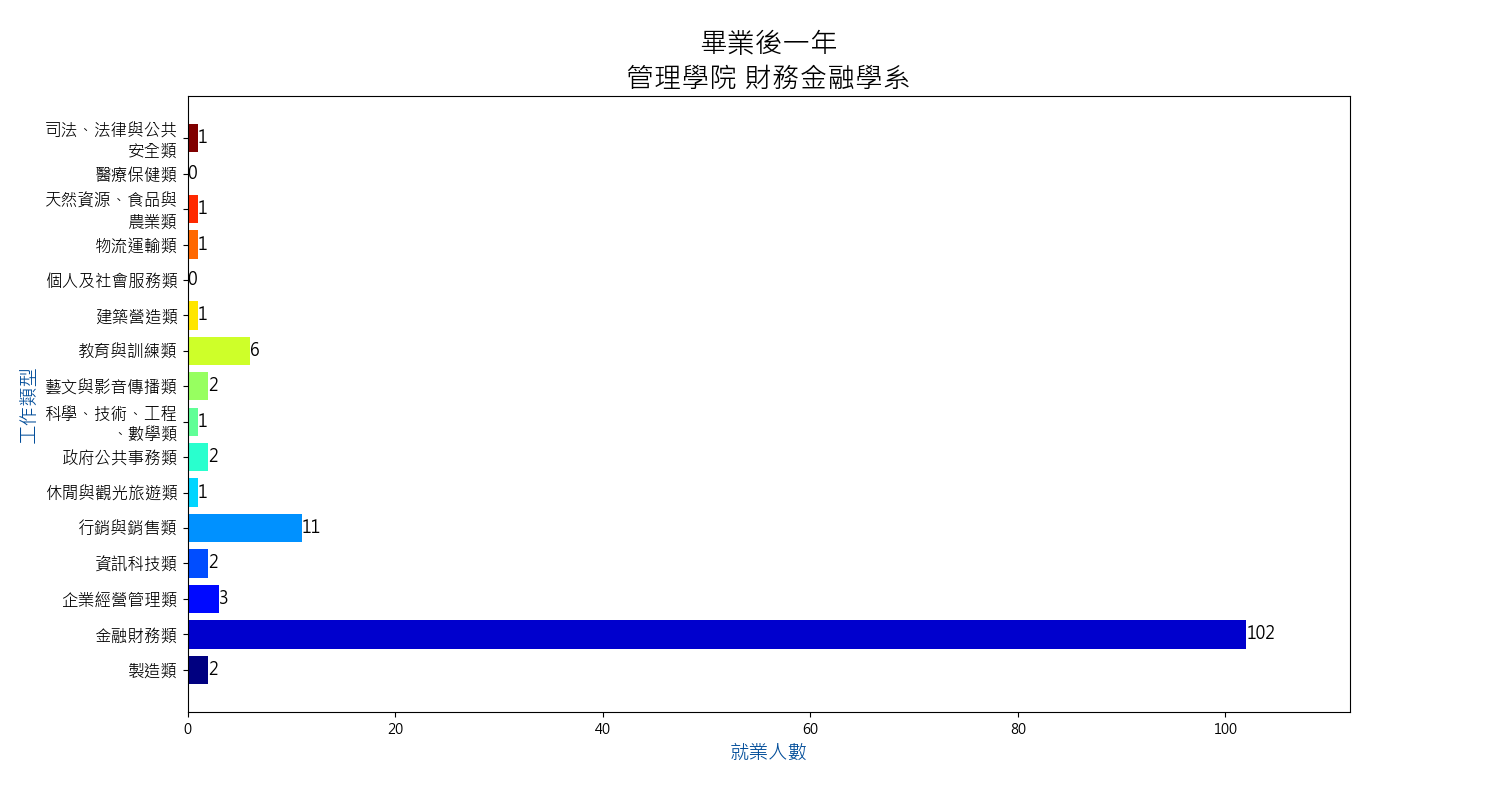 畢業後一年
管理學院 財務金融學系
司法、法律與公共
安全類
1
醫療保健類
0
天然資源、食品與
農業類
1
物流運輸類
1
個人及社會服務類
0
建築營造類
1
教育與訓練類
6
藝文與影音傳播類
2
科學、技術、工程
、數學類
1
政府公共事務類
2
休閒與觀光旅遊類
1
行銷與銷售類
11
資訊科技類
2
企業經營管理類
3
金融財務類
102
製造類
2
工作類型
0 20 40 60 80 100
就業人數